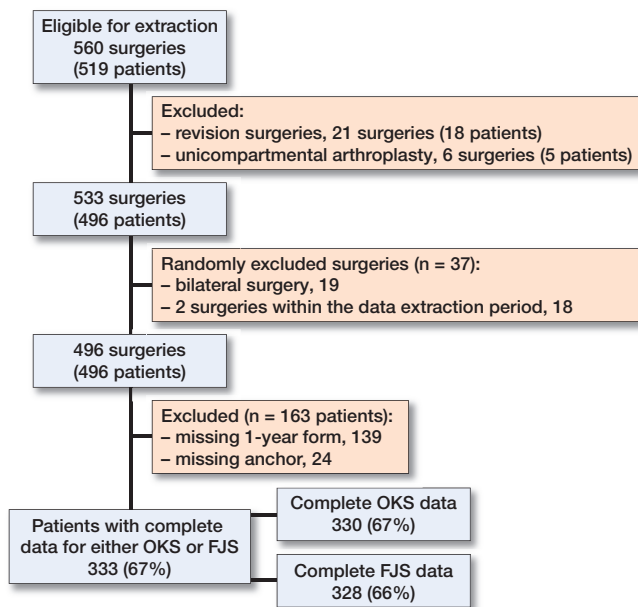 Eligible for extraction
560 surgeries
(519 patients)
Excluded:
– revision surgeries, 21 surgeries (18 patients)
– unicompartmental arthroplasty, 6 surgeries (5 patients)
533 surgeries
(496 patients)
Randomly excluded surgeries (n = 37):
– bilateral surgery, 19
– 2 surgeries within the data extraction period, 18
496 surgeries
(496 patients)
Excluded (n = 163 patients):
– missing 1-year form, 139
– missing anchor, 24
Patients with complete
data for either OKS or FJS
333 (67%)
Complete OKS data
330 (67%)
Complete FJS data
328 (66%)